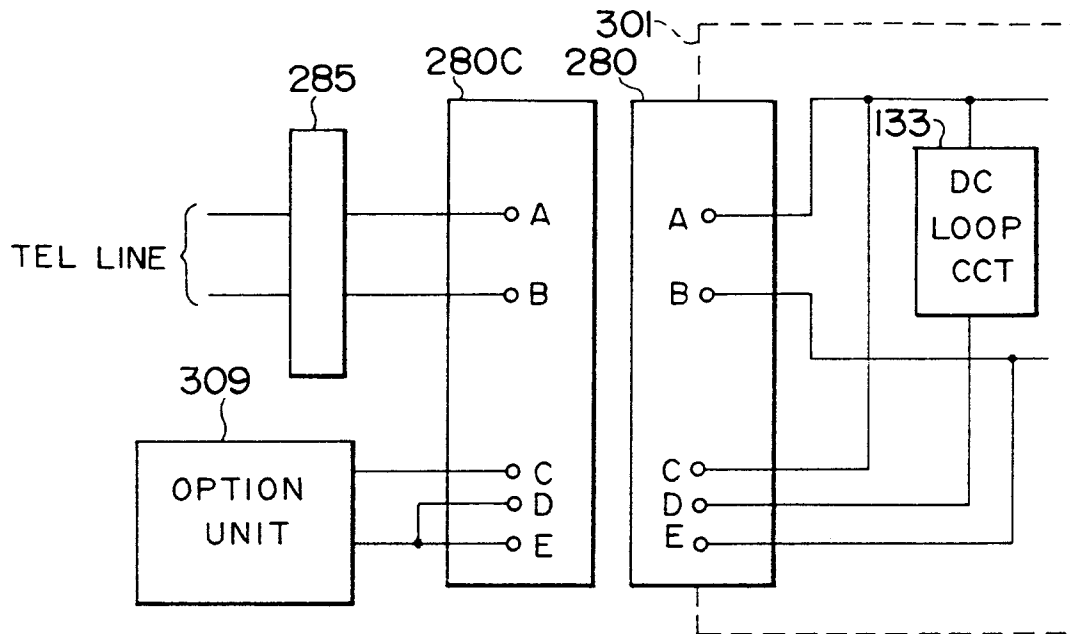 301
280C
280
285
133
DC
LOOP
CCT
A
A
TEL LINE
B
B
309
OPTION
UNIT
C
D
E
C
D
E